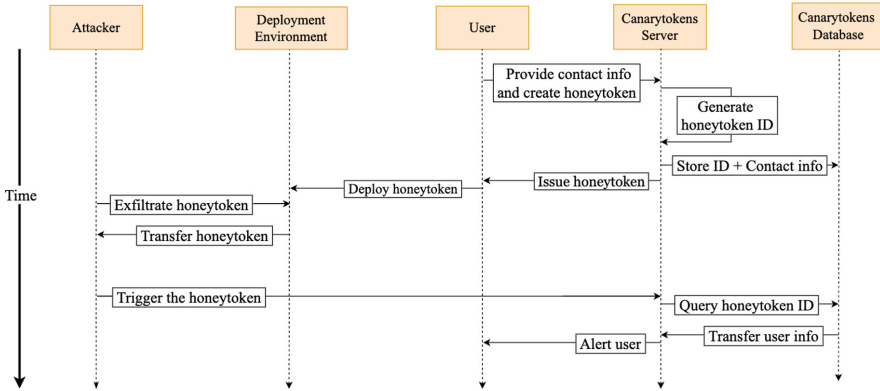 Attacker
Deployment
Environment
User
Canarytokens
Server
Canarytokens
Database
Provide contact info
and create honeytoken
Generate
honeytoken ID
Store ID + Contact info
Issue honeytoken
Deploy honeytoken
Time
Exfiltrate honeytoken
Transfer honeytoken
Trigger the honeytoken
Query honeytoken ID
Transfer user info
Alert user